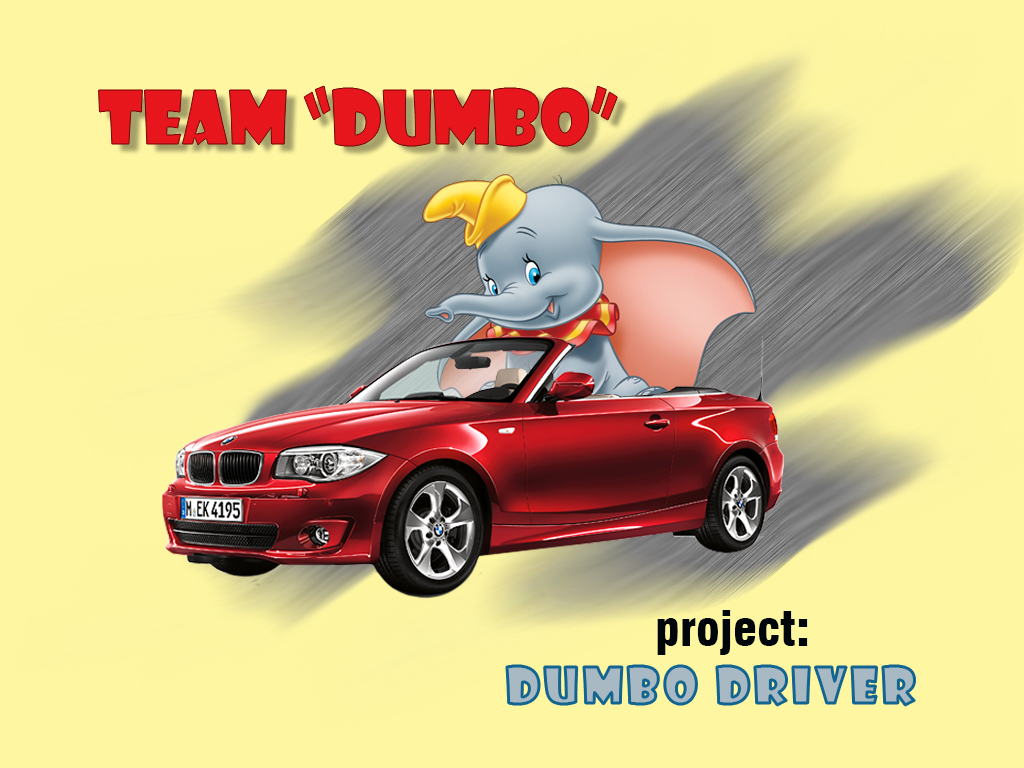 TEAM "DUMBO"
M EK 4195
project:
DUMBO DRIVER